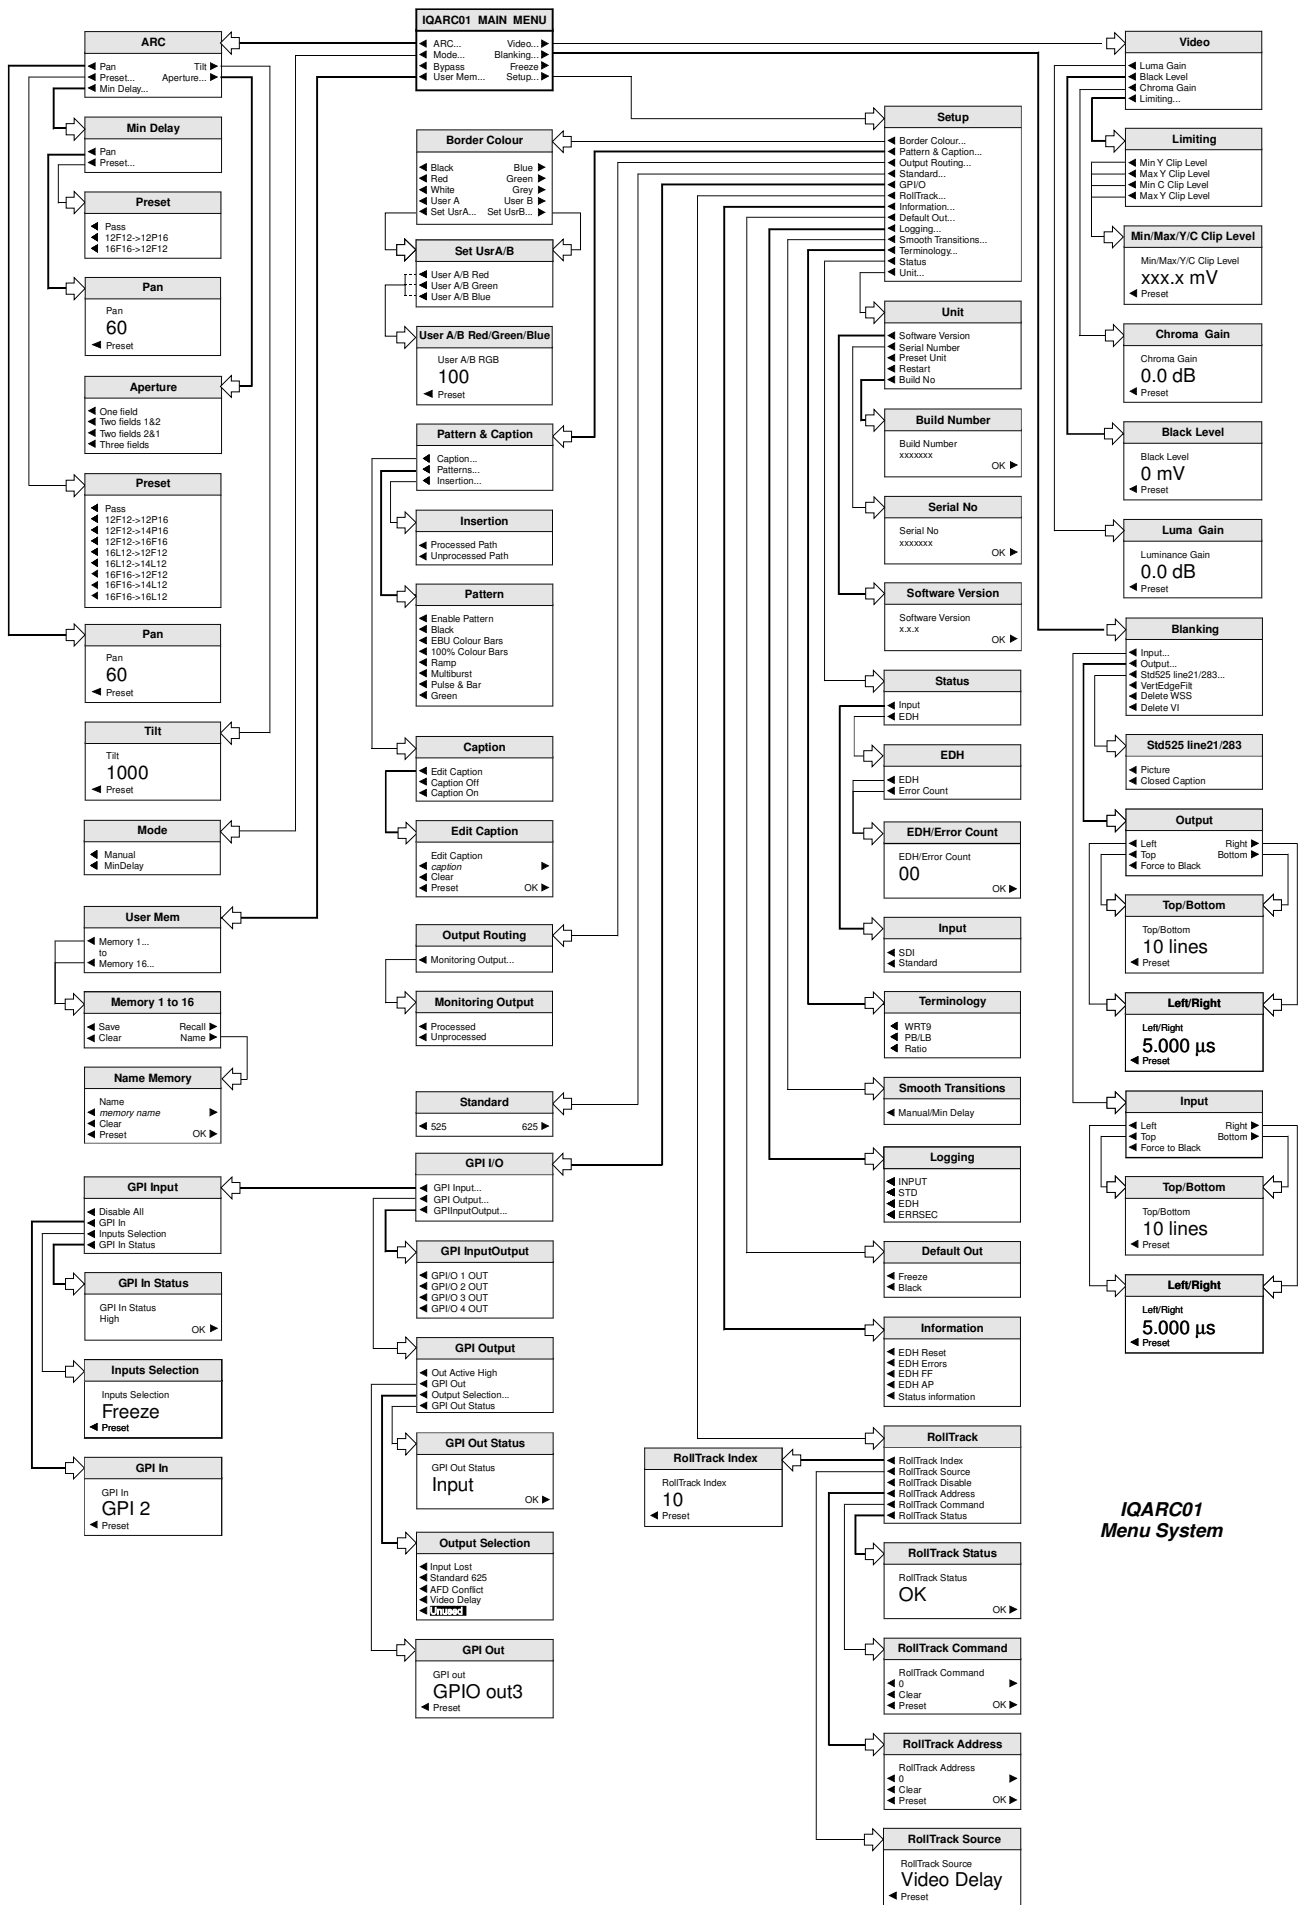 IQARC01 MAIN MENU
ARC... Video...
Mode... Blanking...
Bypass Freeze
User Mem... Setup...
ARC
Pan Tilt
Preset... Aperture...
Min Delay...
Min Delay
Pan
Preset...
Preset
Pass
12F12->12P16
16F16->12F12
Pan
Pan
60
Preset
Aperture
One field
Two fields 1&2
Two fields 2&1
Three fields
Preset
Pass
12F12->12P16
12F12->14P16
12F12->16F16
16L12->12F12
16L12->14L12
16F16->12F12
16F16->14L12
16F16->16L12
Pan
Pan
60
Preset
Tilt
Tilt
1000
Preset
Mode
Manual
MinDelay
User Mem
Memory 1...
to
Memory 16...
Memory 1 to 16
Save Recall
Clear Name
Name Memory
Name
memory name
Clear
Preset OK
GPI Input
Disable All
GPI In
Inputs Selection
GPI In Status
GPI In Status
GPI In Status
High
OK
Inputs Selection
Inputs Selection
Freeze
Preset
GPI In
GPI In
GPI 2
Preset
Border Colour
Black Blue
Red Green
White Grey
User A User B
Set UsrA... Set UsrB...
Set UsrA/B
User A/B Red
User A/B Green
User A/B Blue
User A/B Red/Green/Blue
User A/B RGB
100
Preset
Pattern & Caption
Caption...
Patterns...
Insertion...
Insertion
Processed Path
Unprocessed Path
Pattern
Enable Pattern
Black
EBU Colour Bars
100% Colour Bars
Ramp
Multiburst
Pulse & Bar
Green
Caption
Edit Caption
Caption Off
Caption On
Edit Caption
Edit Caption
caption
Clear
Preset OK
Output Routing
Monitoring Output...
Monitoring Output
Processed
Unprocessed
Standard
525 625
GPI I/O
GPI Input...
GPI Output...
GPIInputOutput...
GPI InputOutput
GPI/O 1 OUT
GPI/O 2 OUT
GPI/O 3 OUT
GPI/O 4 OUT
GPI Output
Out Active High
GPI Out
Output Selection...
GPI Out Status
GPI Out Status
GPI Out Status
Input
OK
Output Selection
Input Lost
Standard 625
AFD Conflict
Video Delay
Unused
GPI Out
GPI out
GPIO out3
Preset
RollTrack Index
RollTrack Index
10
Preset
Setup
Border Colour...
Pattern & Caption...
Output Routing...
Standard...
GPI/O
RollTrack...
Information...
Default Out...
Logging...
Smooth Transitions...
Terminology...
Status
Unit...
Unit
Software Version
Serial Number
Preset Unit
Restart
Build No
Build Number
Build Number
xxxxxxx
OK
Serial No
Serial No
xxxxxxx
OK
Software Version
Software Version
x.x.x
OK
Status
Input
EDH
EDH
EDH
Error Count
EDH/Error Count
EDH/Error Count
00
OK
Input
SDI
Standard
Terminology
WRT9
PB/LB
Ratio
Smooth Transitions
Manual/Min Delay
Logging
INPUT
STD
EDH
ERRSEC
Default Out
Freeze
Black
Information
EDH Reset
EDH Errors
EDH FF
EDH AP
Status information
RollTrack
RollTrack Index
RollTrack Source
RollTrack Disable
RollTrack Address
RollTrack Command
RollTrack Status
RollTrack Status
RollTrack Status
OK
OK
RollTrack Command
RollTrack Command
0
Clear
Preset OK
RollTrack Address
RollTrack Address
0
Clear
Preset OK
RollTrack Source
RollTrack Source
Video Delay
Preset
Video
Luma Gain
Black Level
Chroma Gain
Limiting...
Limiting
Min Y Clip Level
Max Y Clip Level
Min C Clip Level
Max Y Clip Level
Min/Max/Y/C Clip Level
Min/Max/Y/C Clip Level
xxx.x mV
Preset
Chroma Gain
Chroma Gain
0.0 dB
Preset
Black Level
Black Level
0 mV
Preset
Luma Gain
Luminance Gain
0.0 dB
Preset
Blanking
Input...
Output...
Std525 line21/283...
VertEdgeFilt
Delete WSS
Delete VI
Std525 line21/283
Picture
Closed Caption
Output
Left Right
Top Bottom
Force to Black
Top/Bottom
Top/Bottom
10 lines
Preset
Left/Right
Left/Right
5.000 µs
Preset
Input
Left Right
Top Bottom
Force to Black
Top/Bottom
Top/Bottom
10 lines
Preset
Left/Right
Left/Right
5.000 µs
Preset
IQARC01
Menu System